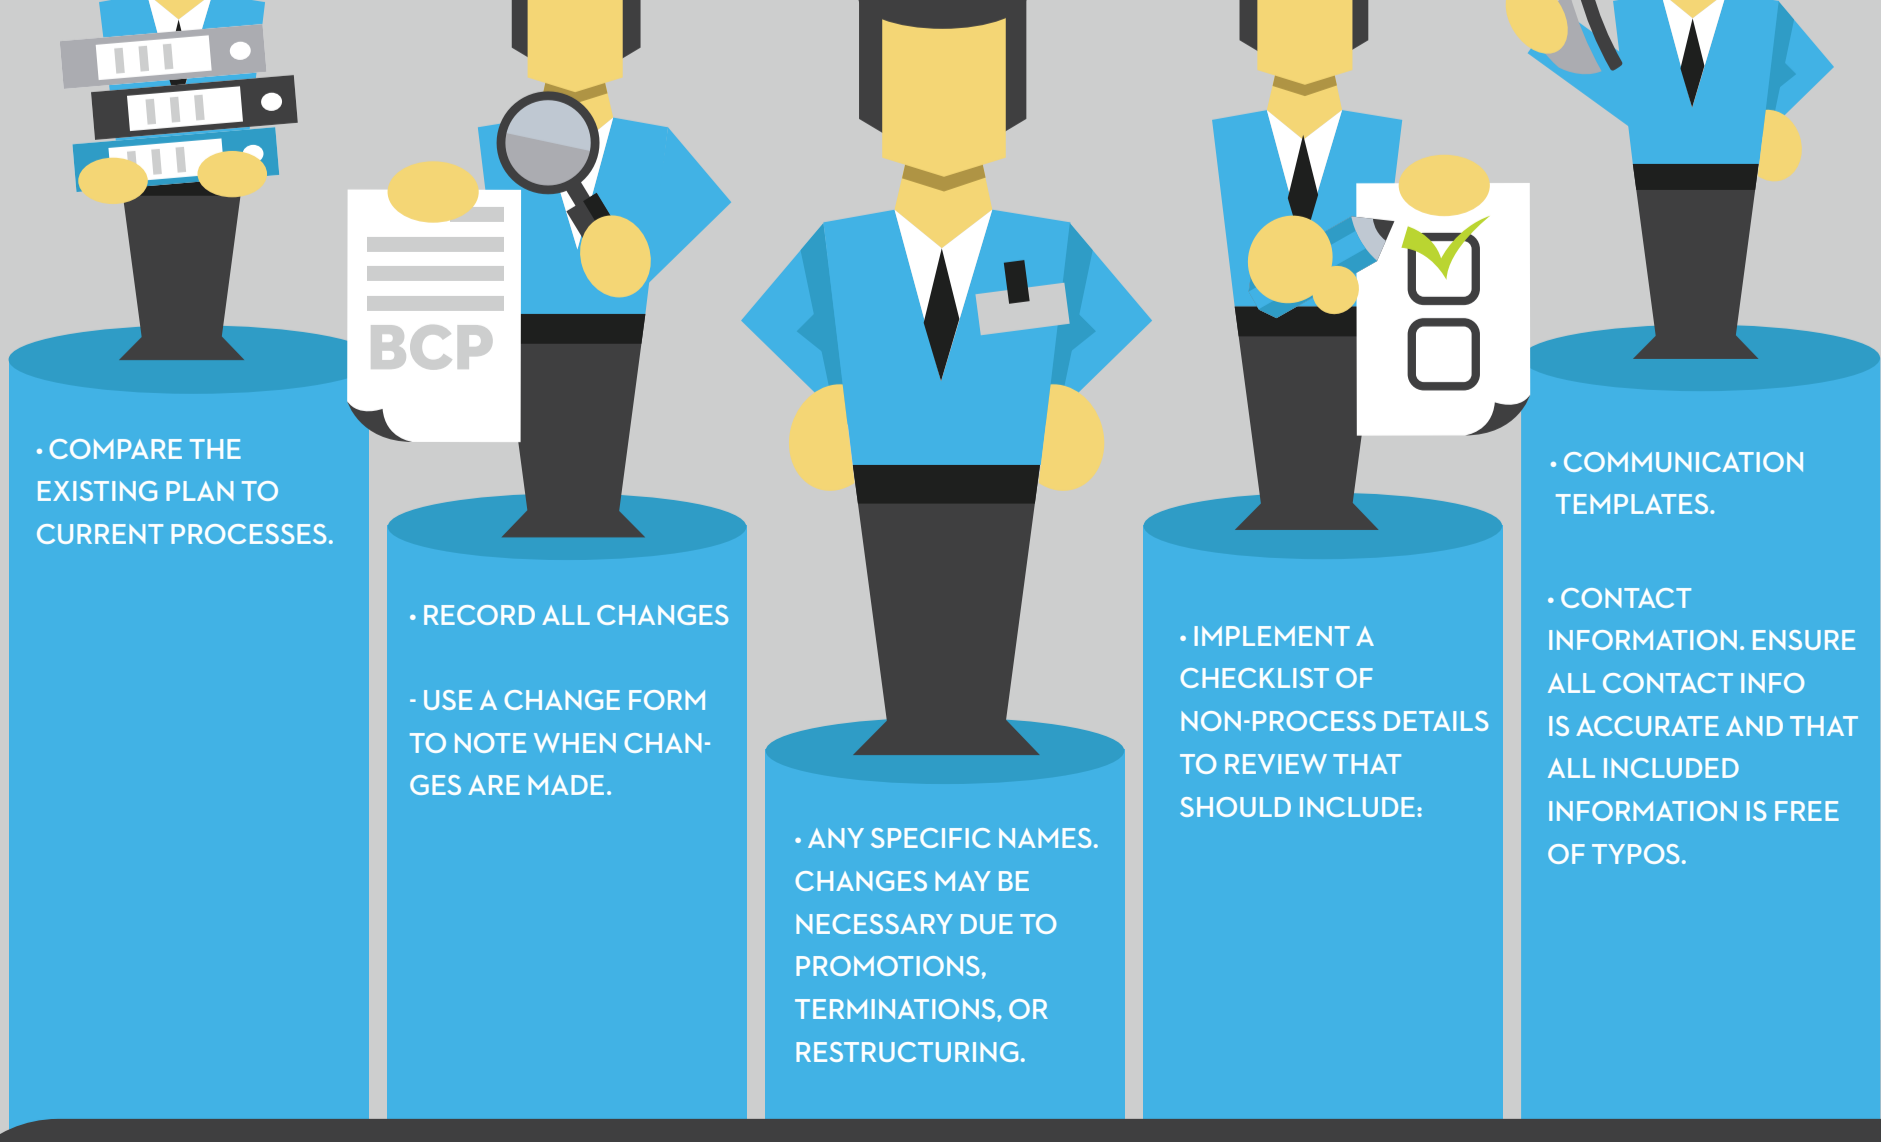 BCP
• COMPARE THE
EXISTING PLAN TO
CURRENT PROCESSES.
• RECORD ALL CHANGES
- USE A CHANGE FORM
TO NOTE WHEN CHAN-
GES ARE MADE.
• ANY SPECIFIC NAMES.
CHANGES MAY BE
NECESSARY DUE TO
PROMOTIONS,
TERMINATIONS, OR
RESTRUCTURING.
• IMPLEMENT A
CHECKLIST OF
NON-PROCESS DETAILS
TO REVIEW THAT
SHOULD INCLUDE:
• COMMUNICATION
TEMPLATES.
• CONTACT
INFORMATION. ENSURE
ALL CONTACT INFO
IS ACCURATE AND THAT
ALL INCLUDED
INFORMATION IS FREE
OF TYPOS.